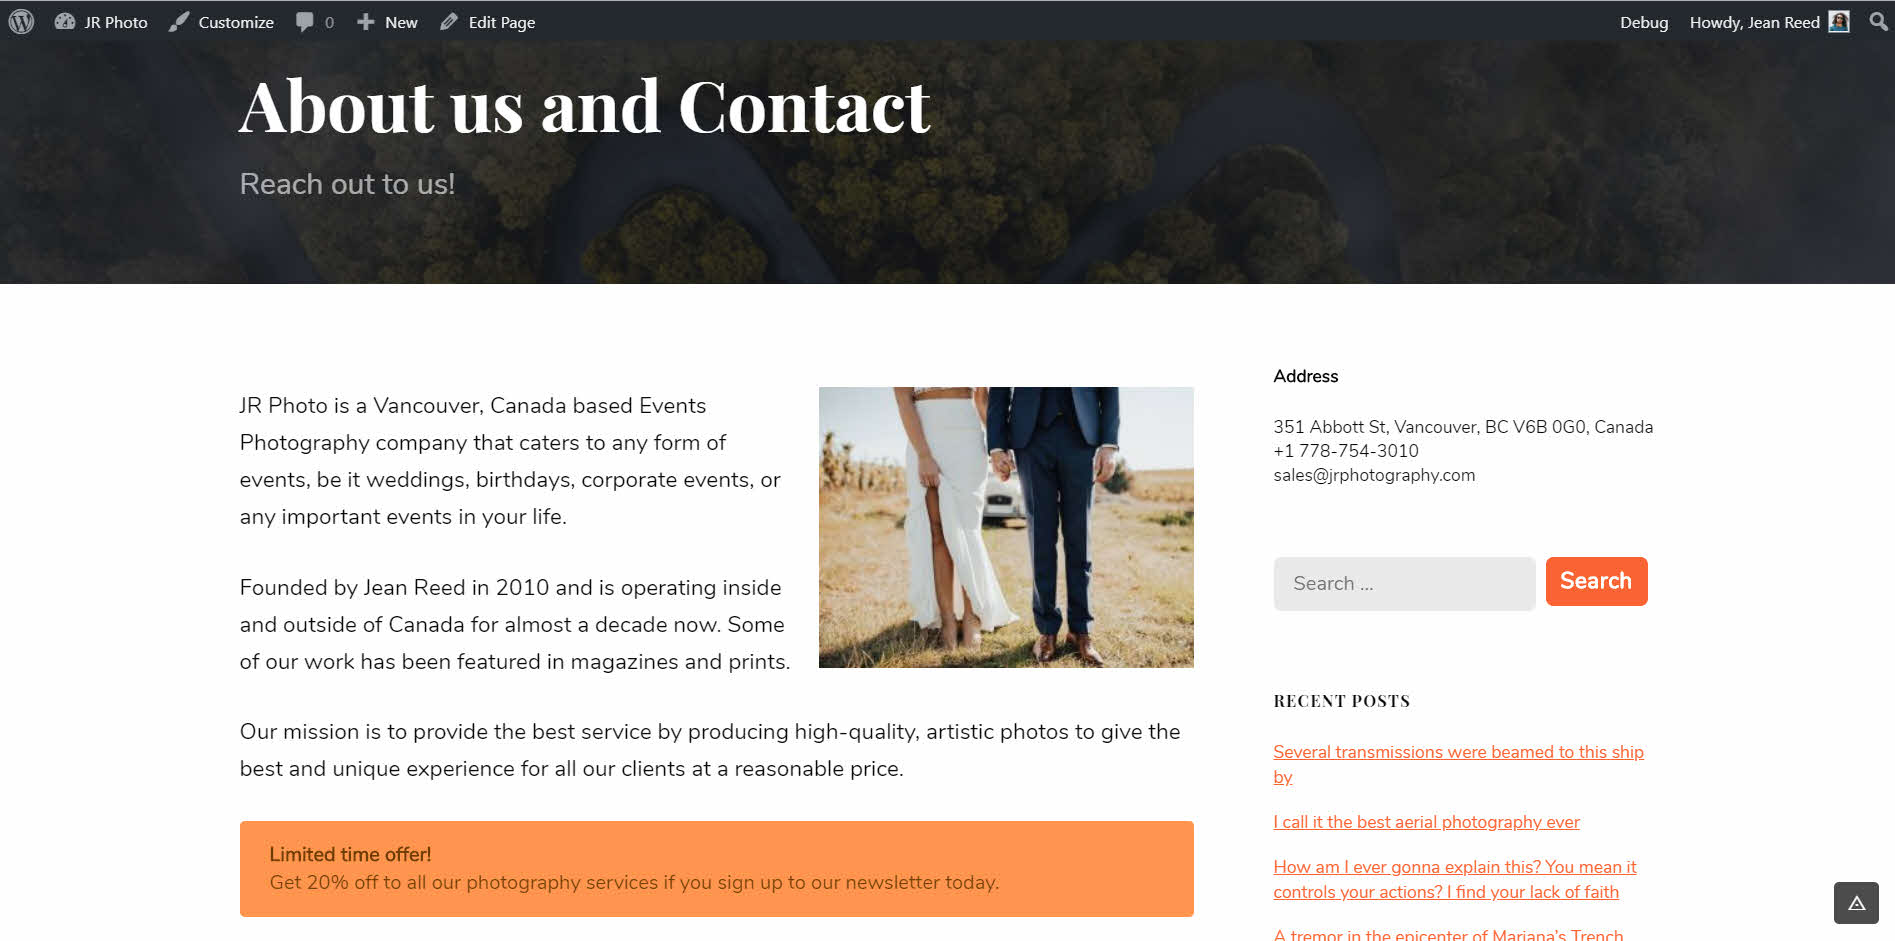 JR Photo Customize 0 New Edit Page Debug Howdy, Jean Reed
About us and Contact
Reach out to us!
JR Photo is a Vancouver, Canada based Events
Photography company that caters to any form of
events, be it weddings, birthdays, corporate events, or
any important events in your life.
Founded by Jean Reed in 2010 and is operating inside
and outside of Canada for almost a decade now. Some
of our work has been featured in magazines and prints.
Our mission is to provide the best service by producing high-quality, artistic photos to give the
best and unique experience for all our clients at a reasonable price.
Limited time offer!
Get 20% off to all our photography services if you sign up to our newsletter today.
Address
351 Abbott St, Vancouver, BC V6B 0G0, Canada
+1 778-754-3010
sales@jrphotography.com
Search ... Search
RECENT POSTS
Several transmissions were beamed to this ship
by
I call it the best aerial photography ever
How am I ever gonna explain this? You mean it
controls your actions? I find your lack of faith
A tremor in the epicenter of Mariana's Trench